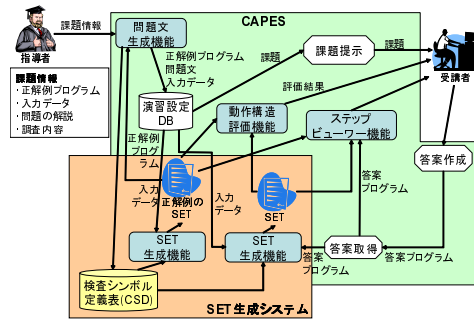 CAPES
課題情報
問題文
生成機能
指導者
課題情報
・正解例プログラム
・入力データ
・問題の解説
・調査内容
正解例プログラム
問題文
入力データ
課題
課題提示
課題
受講者
演習設定
DB
評価結果
動作構造
評価機能
ステップ
ビューワー機能
正解例
プログ
ラム
答案作成
入力
データ
正解例の
SET
入力
データ
SET
答案
プログラム
SET
生成機能
SET
生成機能
答案取得
答案
プログラム
答案プログラム
検査シンボル
定義表(CSD)
SET生成システム